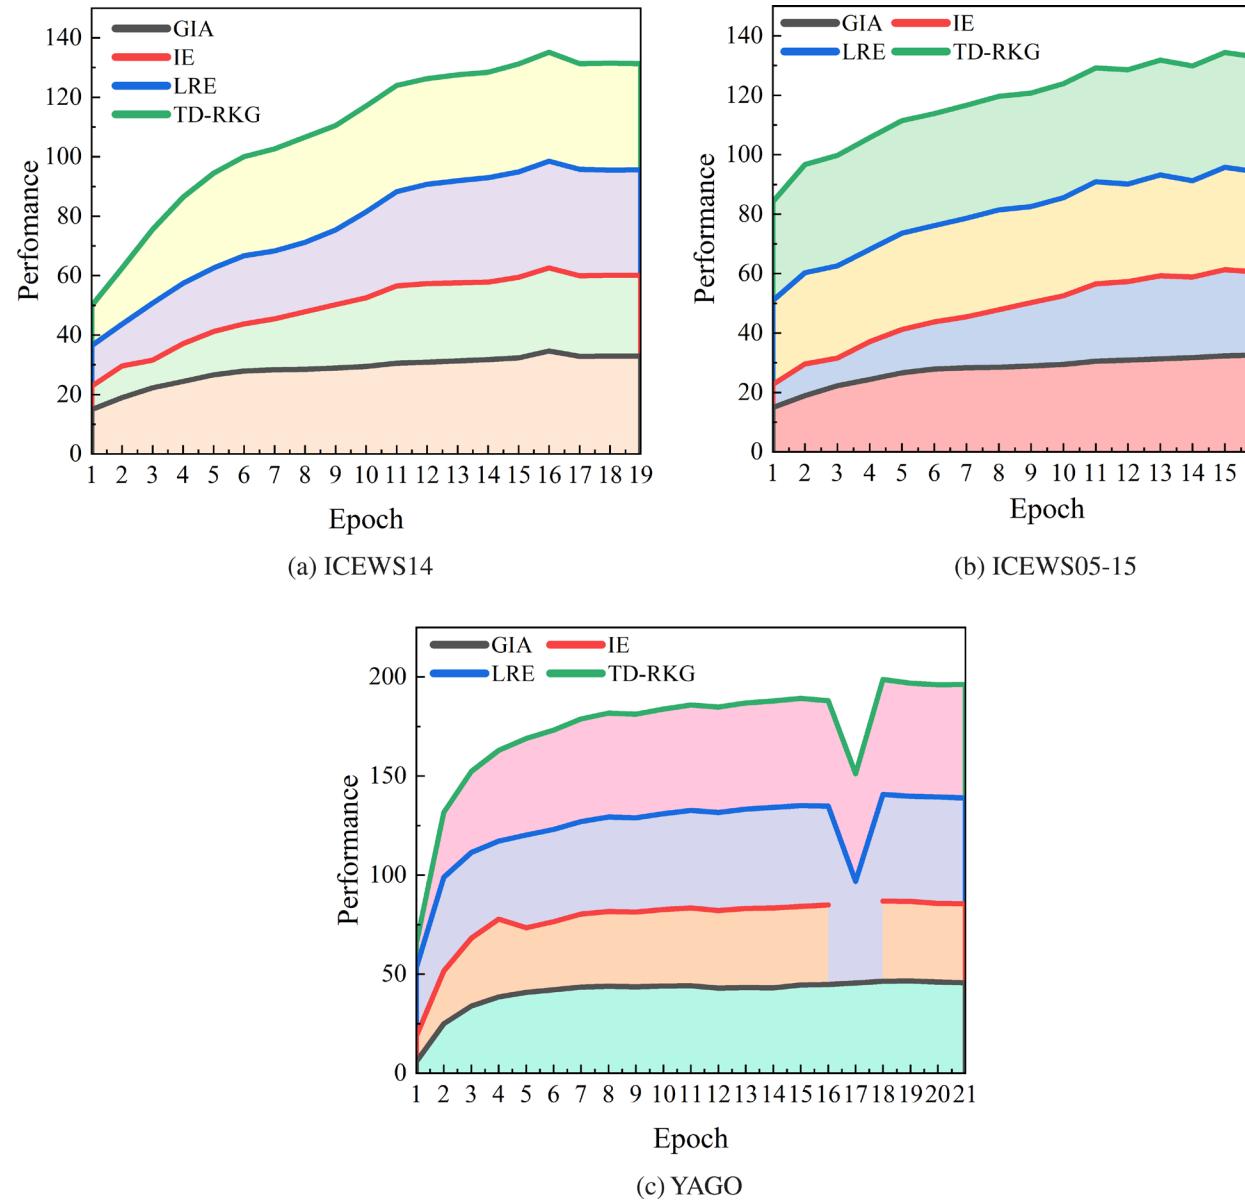 GIA
IE
LRE
TD-RKG
140
120
100
80
60
40
20
0
Perfomance
1 2 3 4 5 6 7 8 9 10 11 12 13 14 15 16 17 18 19
Epoch
(a) ICEWS14
GIA IE
LRE TD-RKG
140
120
100
80
60
40
20
0
Performance
1 2 3 4 5 6 7 8 9 10 11 12 13 14 15
Epoch
(b) ICEWS05-15
GIA IE
LRE TD-RKG
200
150
100
50
0
Performance
1 2 3 4 5 6 7 8 9 10 11 12 13 14 15 16 17 18 19 20 21
Epoch
(c) YAGO